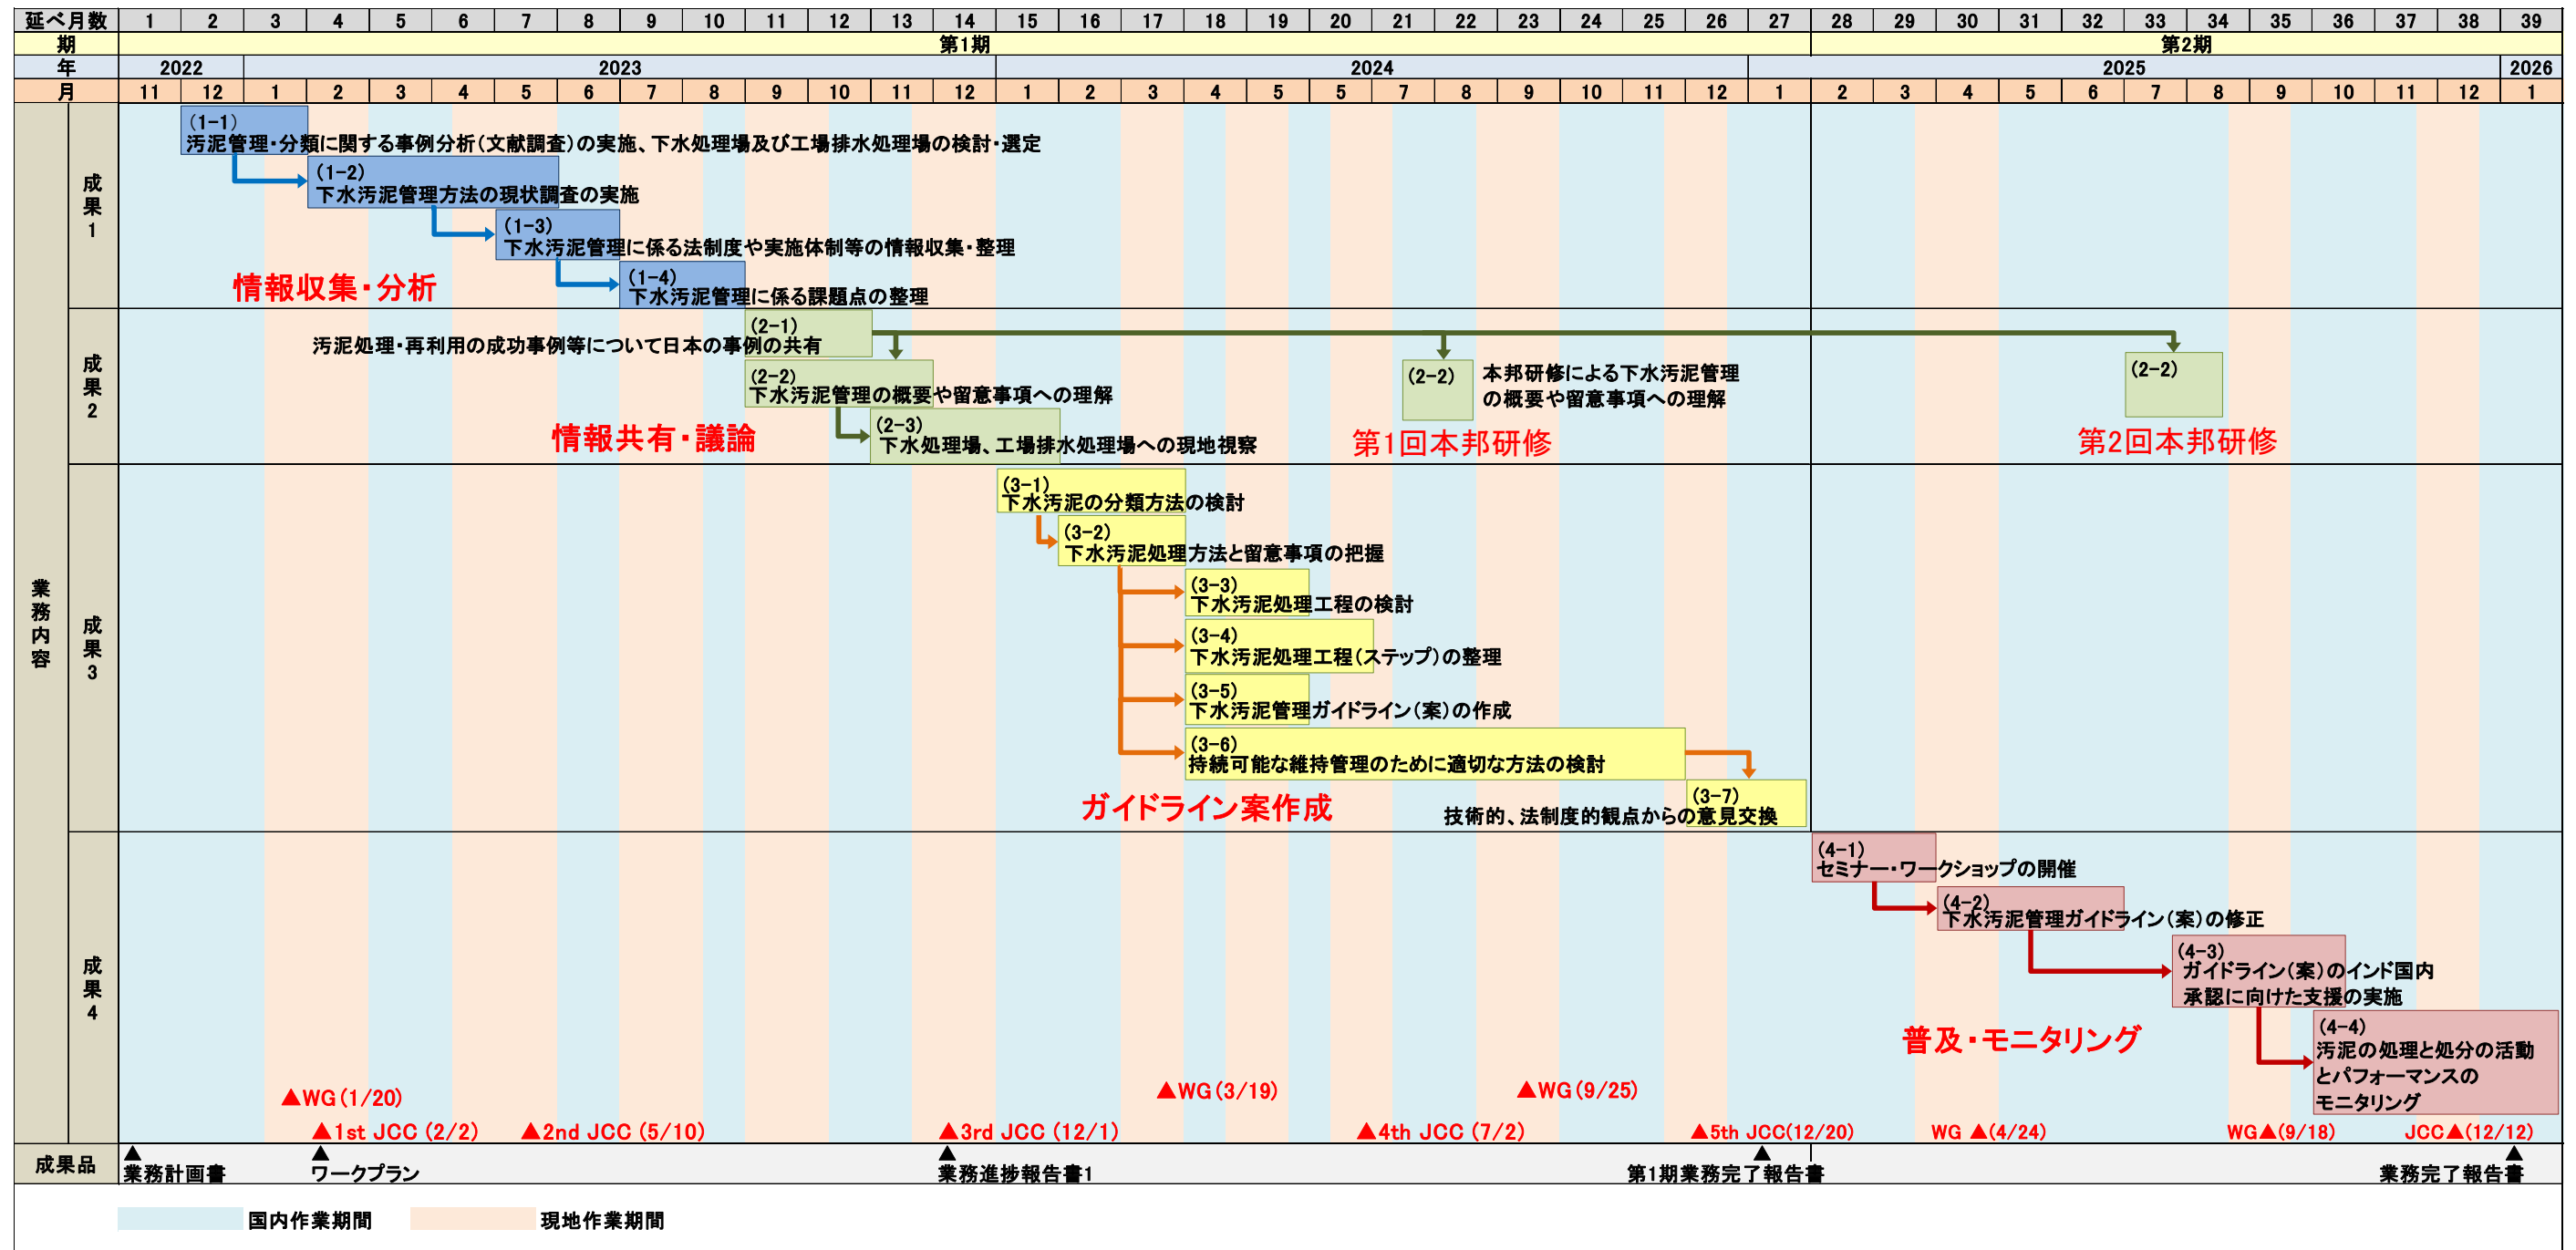 延べ月数 1 2 3 4 5 6 7 8 9 10 11 12 13 14 15 16 17 18 19 20 21 22 23 24 25 26 27 28 29 30 31 32 33 34 35 36 37 38 39
期 第1期 第2期
年 2022 2023 2024 2025 2026
月 11 12 1 2 3 4 5 6 7 8 9 10 11 12 1 2 3 4 5 5 7 8 9 10 11 12 1 2 3 4 5 6 7 8 9 10 11 12 1
業務内容
成果1
(1-1)
汚泥管理・分類に関する事例分析(文献調査)の実施、下水処理場及び工場排水処理場の検討・選定
(1-2)
下水汚泥管理方法の現状調査の実施
(1-3)
下水汚泥管理に係る法制度や実施体制等の情報収集・整理
(1-4)
下水汚泥管理に係る課題点の整理
情報収集・分析
成果2
(2-1)
汚泥処理・再利用の成功事例等について日本の事例の共有
(2-2)
下水汚泥管理の概要や留意事項への理解
(2-3)
下水処理場、工場排水処理場への現地視察
情報共有・議論
(2-2)
本邦研修による下水汚泥管理
の概要や留意事項への理解
第1回本邦研修
(2-2)
第2回本邦研修
成果3
(3-1)
下水汚泥の分類方法の検討
(3-2)
下水汚泥処理方法と留意事項の把握
(3-3)
下水汚泥処理工程の検討
(3-4)
下水汚泥処理工程(ステップ)の整理
(3-5)
下水汚泥管理ガイドライン(案)の作成
(3-6)
持続可能な維持管理のために適切な方法の検討
(3-7)
技術的、法制度的観点からの意見交換
ガイドライン案作成
成果4
(4-1)
セミナー・ワークショップの開催
(4-2)
下水汚泥管理ガイドライン(案)の修正
(4-3)
ガイドライン(案)のインド国内
承認に向けた支援の実施
(4-4)
汚泥の処理と処分の活動
とパフォーマンスの
モニタリング
普及・モニタリング
▲WG(1/20) ▲WG(3/19) ▲WG(9/25)
▲1st JCC (2/2) ▲2nd JCC (5/10) ▲3rd JCC (12/1) ▲4th JCC (7/2) ▲5th JCC(12/20) WG ▲(4/24) WG▲(9/18) JCC▲(12/12)
成果品
▲ ▲ ▲ ▲ ▲
業務計画書 ワークプラン 業務進捗報告書1 第1期業務完了報告書 業務完了報告書
国内作業期間 現地作業期間